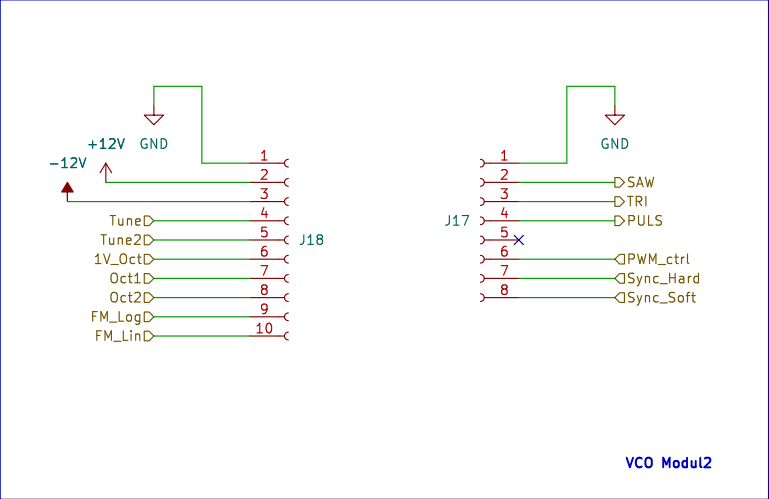 +12V
GND
-12V
1
2
3
Tune 4
Tune2 5
J18
1V_Oct 6
Oct1 7
Oct2 8
FM_Log 9
FM_Lin 10
GND
1
2 SAW
3 TRI
J17 4 PULS
5
6 PWM_ctrl
7 Sync_Hard
8 Sync_Soft
VCO Modul2